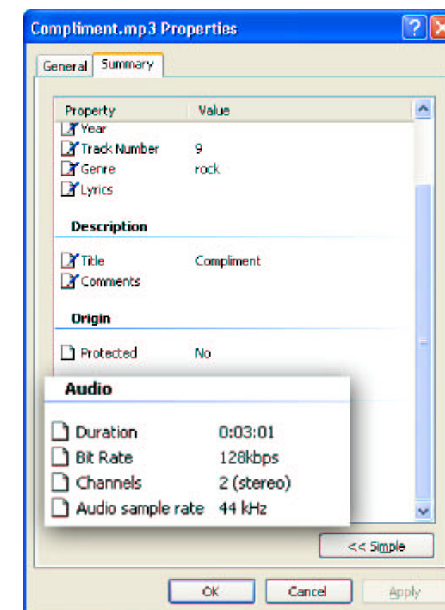 Compliment.mp3 Properties
General Summary
Property Value
Year
Track Number 9
Genre rock
Lyrics
Description
Title Compliment
Comments
Origin
Protected No
Audio
Duration 0:03:01
Bit Rate 128kbps
Channels 2 (stereo)
Audio sample rate 44 kHz
<< Simple
OK Cancel Apply